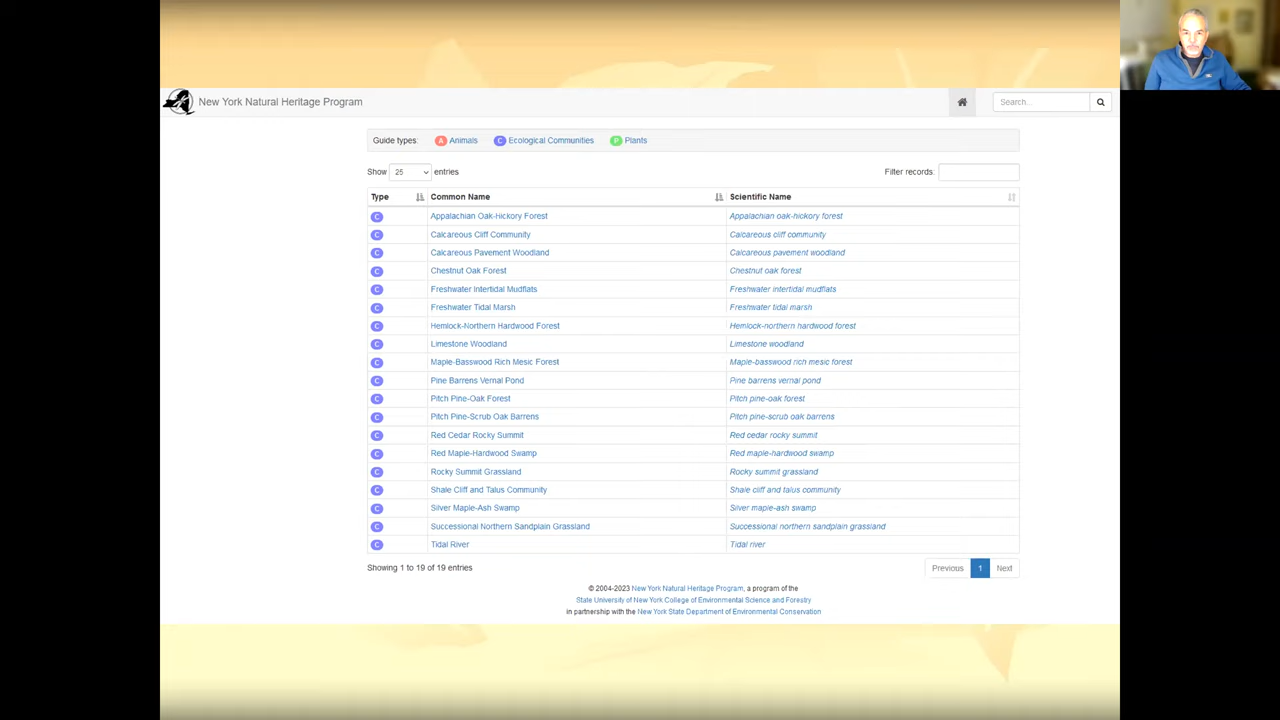 New York Natural Heritage Program
Search...
Guide types: A Animals C Ecological Communities P Plants
Show 25 entries Filter records:
Type Common Name Scientific Name
C Appalachian Oak-Hickory Forest Appalachian oak-hickory forest
C Calcareous Cliff Community Calcareous cliff community
C Calcareous Pavement Woodland Calcareous pavement woodland
C Chestnut Oak Forest Chestnut oak forest
C Freshwater Intertidal Mudflats Freshwater intertidal mudflats
C Freshwater Tidal Marsh Freshwater tidal marsh
C Hemlock-Northern Hardwood Forest Hemlock-northern hardwood forest
C Limestone Woodland Limestone woodland
C Maple-Basswood Rich Mesic Forest Maple-basswood rich mesic forest
C Pine Barrens Vernal Pond Pine barrens vernal pond
C Pitch Pine-Oak Forest Pitch pine-oak forest
C Pitch Pine-Scrub Oak Barrens Pitch pine-scrub oak barrens
C Red Cedar Rocky Summit Red cedar rocky summit
C Red Maple-Hardwood Swamp Red maple-hardwood swamp
C Rocky Summit Grassland Rocky summit grassland
C Shale Cliff and Talus Community Shale cliff and talus community
C Silver Maple-Ash Swamp Silver maple-ash swamp
C Successional Northern Sandplain Grassland Successional northern sandplain grassland
C Tidal River Tidal river
Showing 1 to 19 of 19 entries Previous 1 Next
© 2004-2023 New York Natural Heritage Program, a program of the
State University of New York College of Environmental Science and Forestry
in partnership with the New York State Department of Environmental Conservation